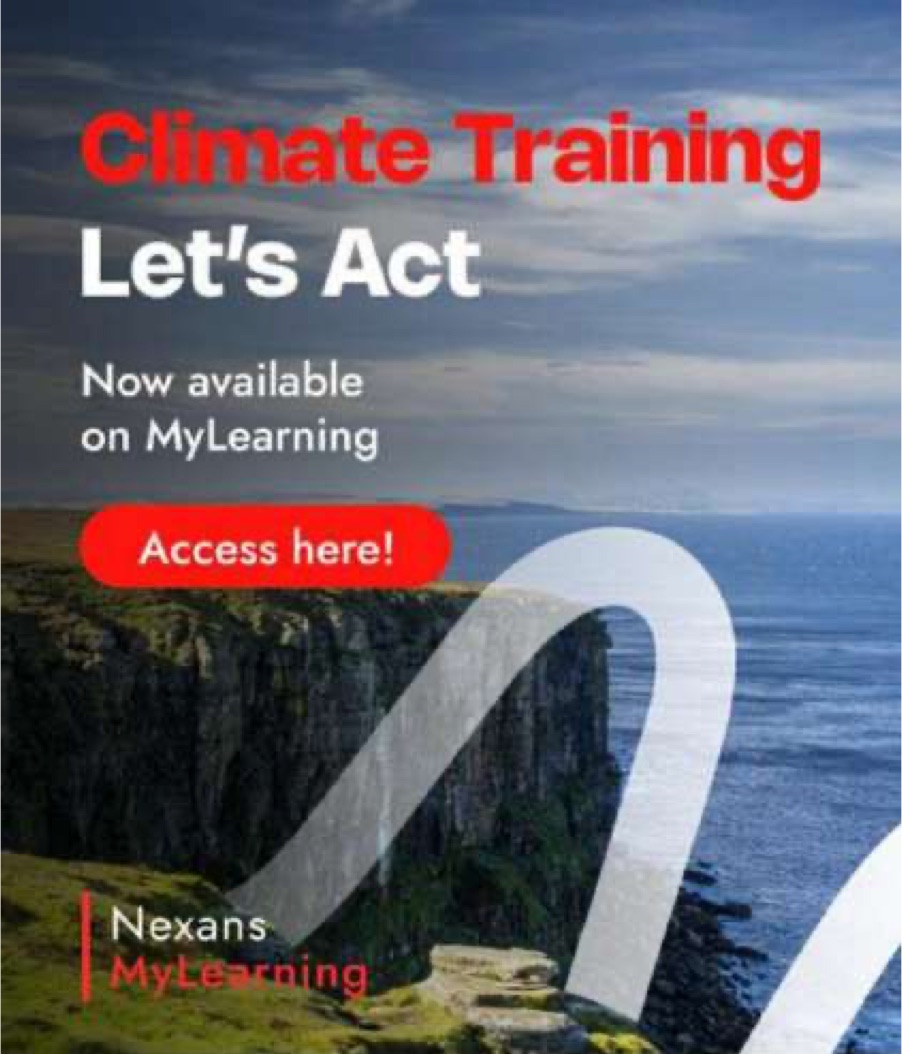 Climate Training
Let's Act
Now available
on MyLearning
Access here!
Nexans
MyLearning